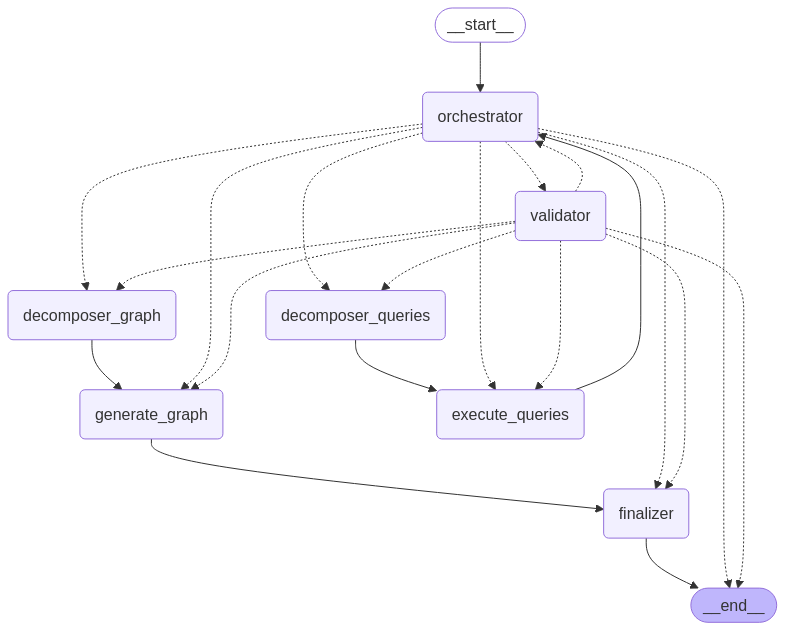 __start__
orchestrator
validator
decomposer_graph
decomposer_queries
generate_graph
execute_queries
finalizer
__end__